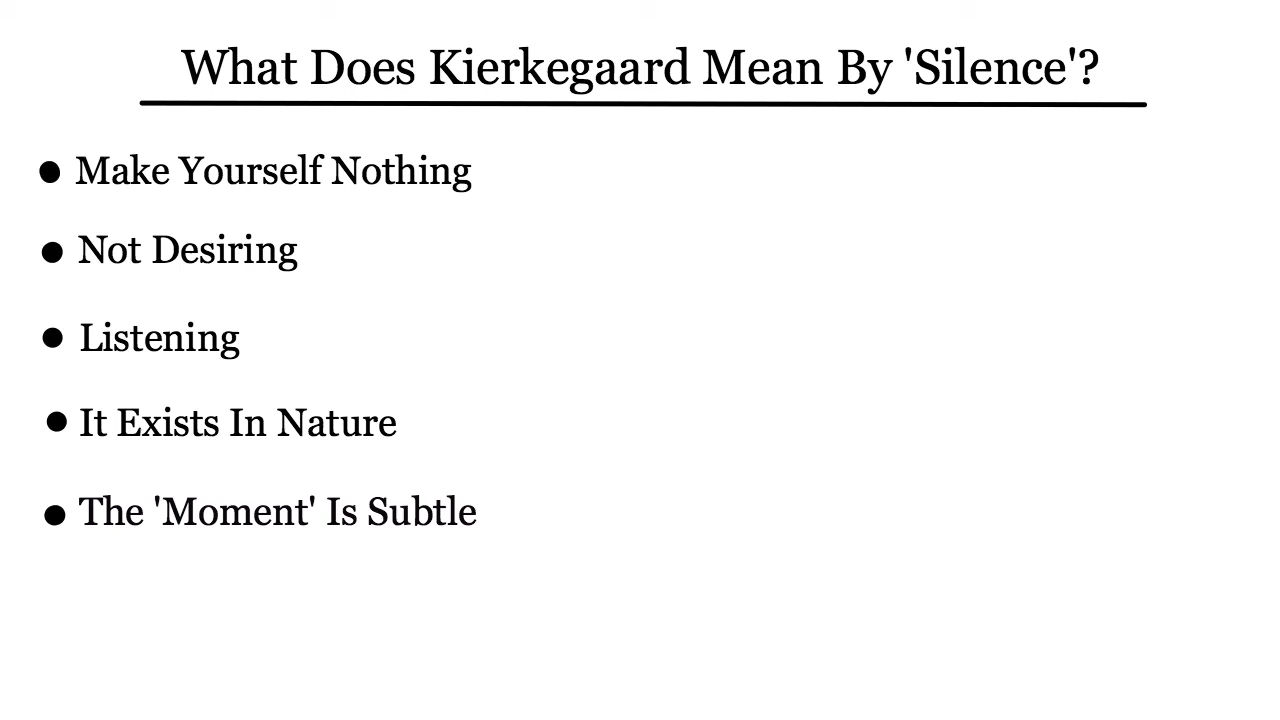 What Does Kierkegaard Mean By 'Silence'?
• Make Yourself Nothing
• Not Desiring
• Listening
• It Exists In Nature
• The 'Moment' Is Subtle